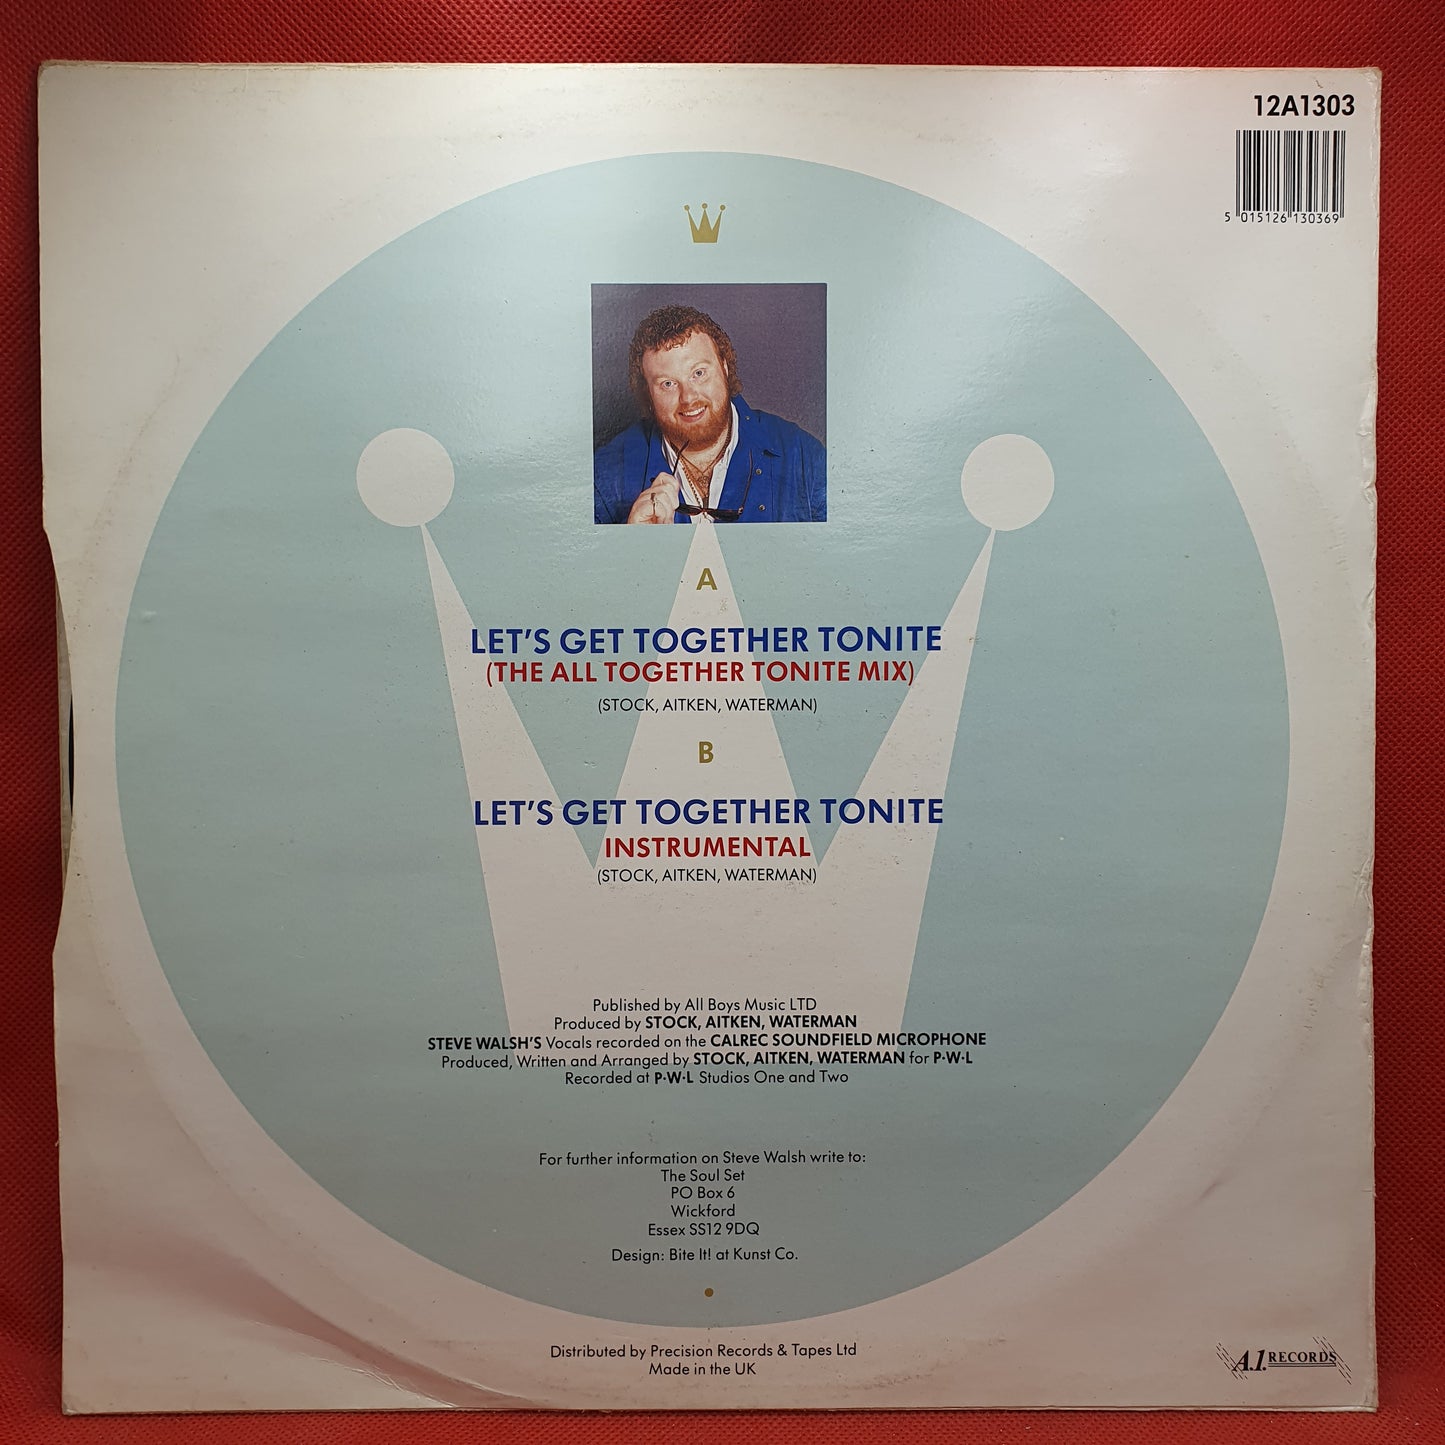 12A1303
5 015126 130369
A
LET'S GET TOGETHER TONITE
(THE ALL TOGETHER TONITE MIX)
(STOCK, AITKEN, WATERMAN)
B
LET'S GET TOGETHER TONITE
INSTRUMENTAL
(STOCK, AITKEN, WATERMAN)
Published by All Boys Music LTD
Produced by STOCK, AITKEN, WATERMAN
STEVE WALSH'S Vocals recorded on the CALREC SOUNDFIELD MICROPHONE
Produced, Written and Arranged by STOCK, AITKEN, WATERMAN for P·W·L
Recorded at P·W·L Studios One and Two
For further information on Steve Walsh write to:
The Soul Set
PO Box 6
Wickford
Essex SS12 9DQ
Design: Bite It! at Kunst Co.
Distributed by Precision Records & Tapes Ltd
Made in the UK
A.1. RECORDS